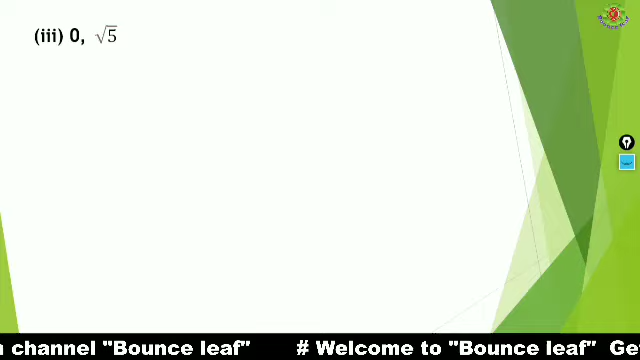 (iii) 0, √5
n channel "Bounce leaf" # Welcome to "Bounce leaf" Ge